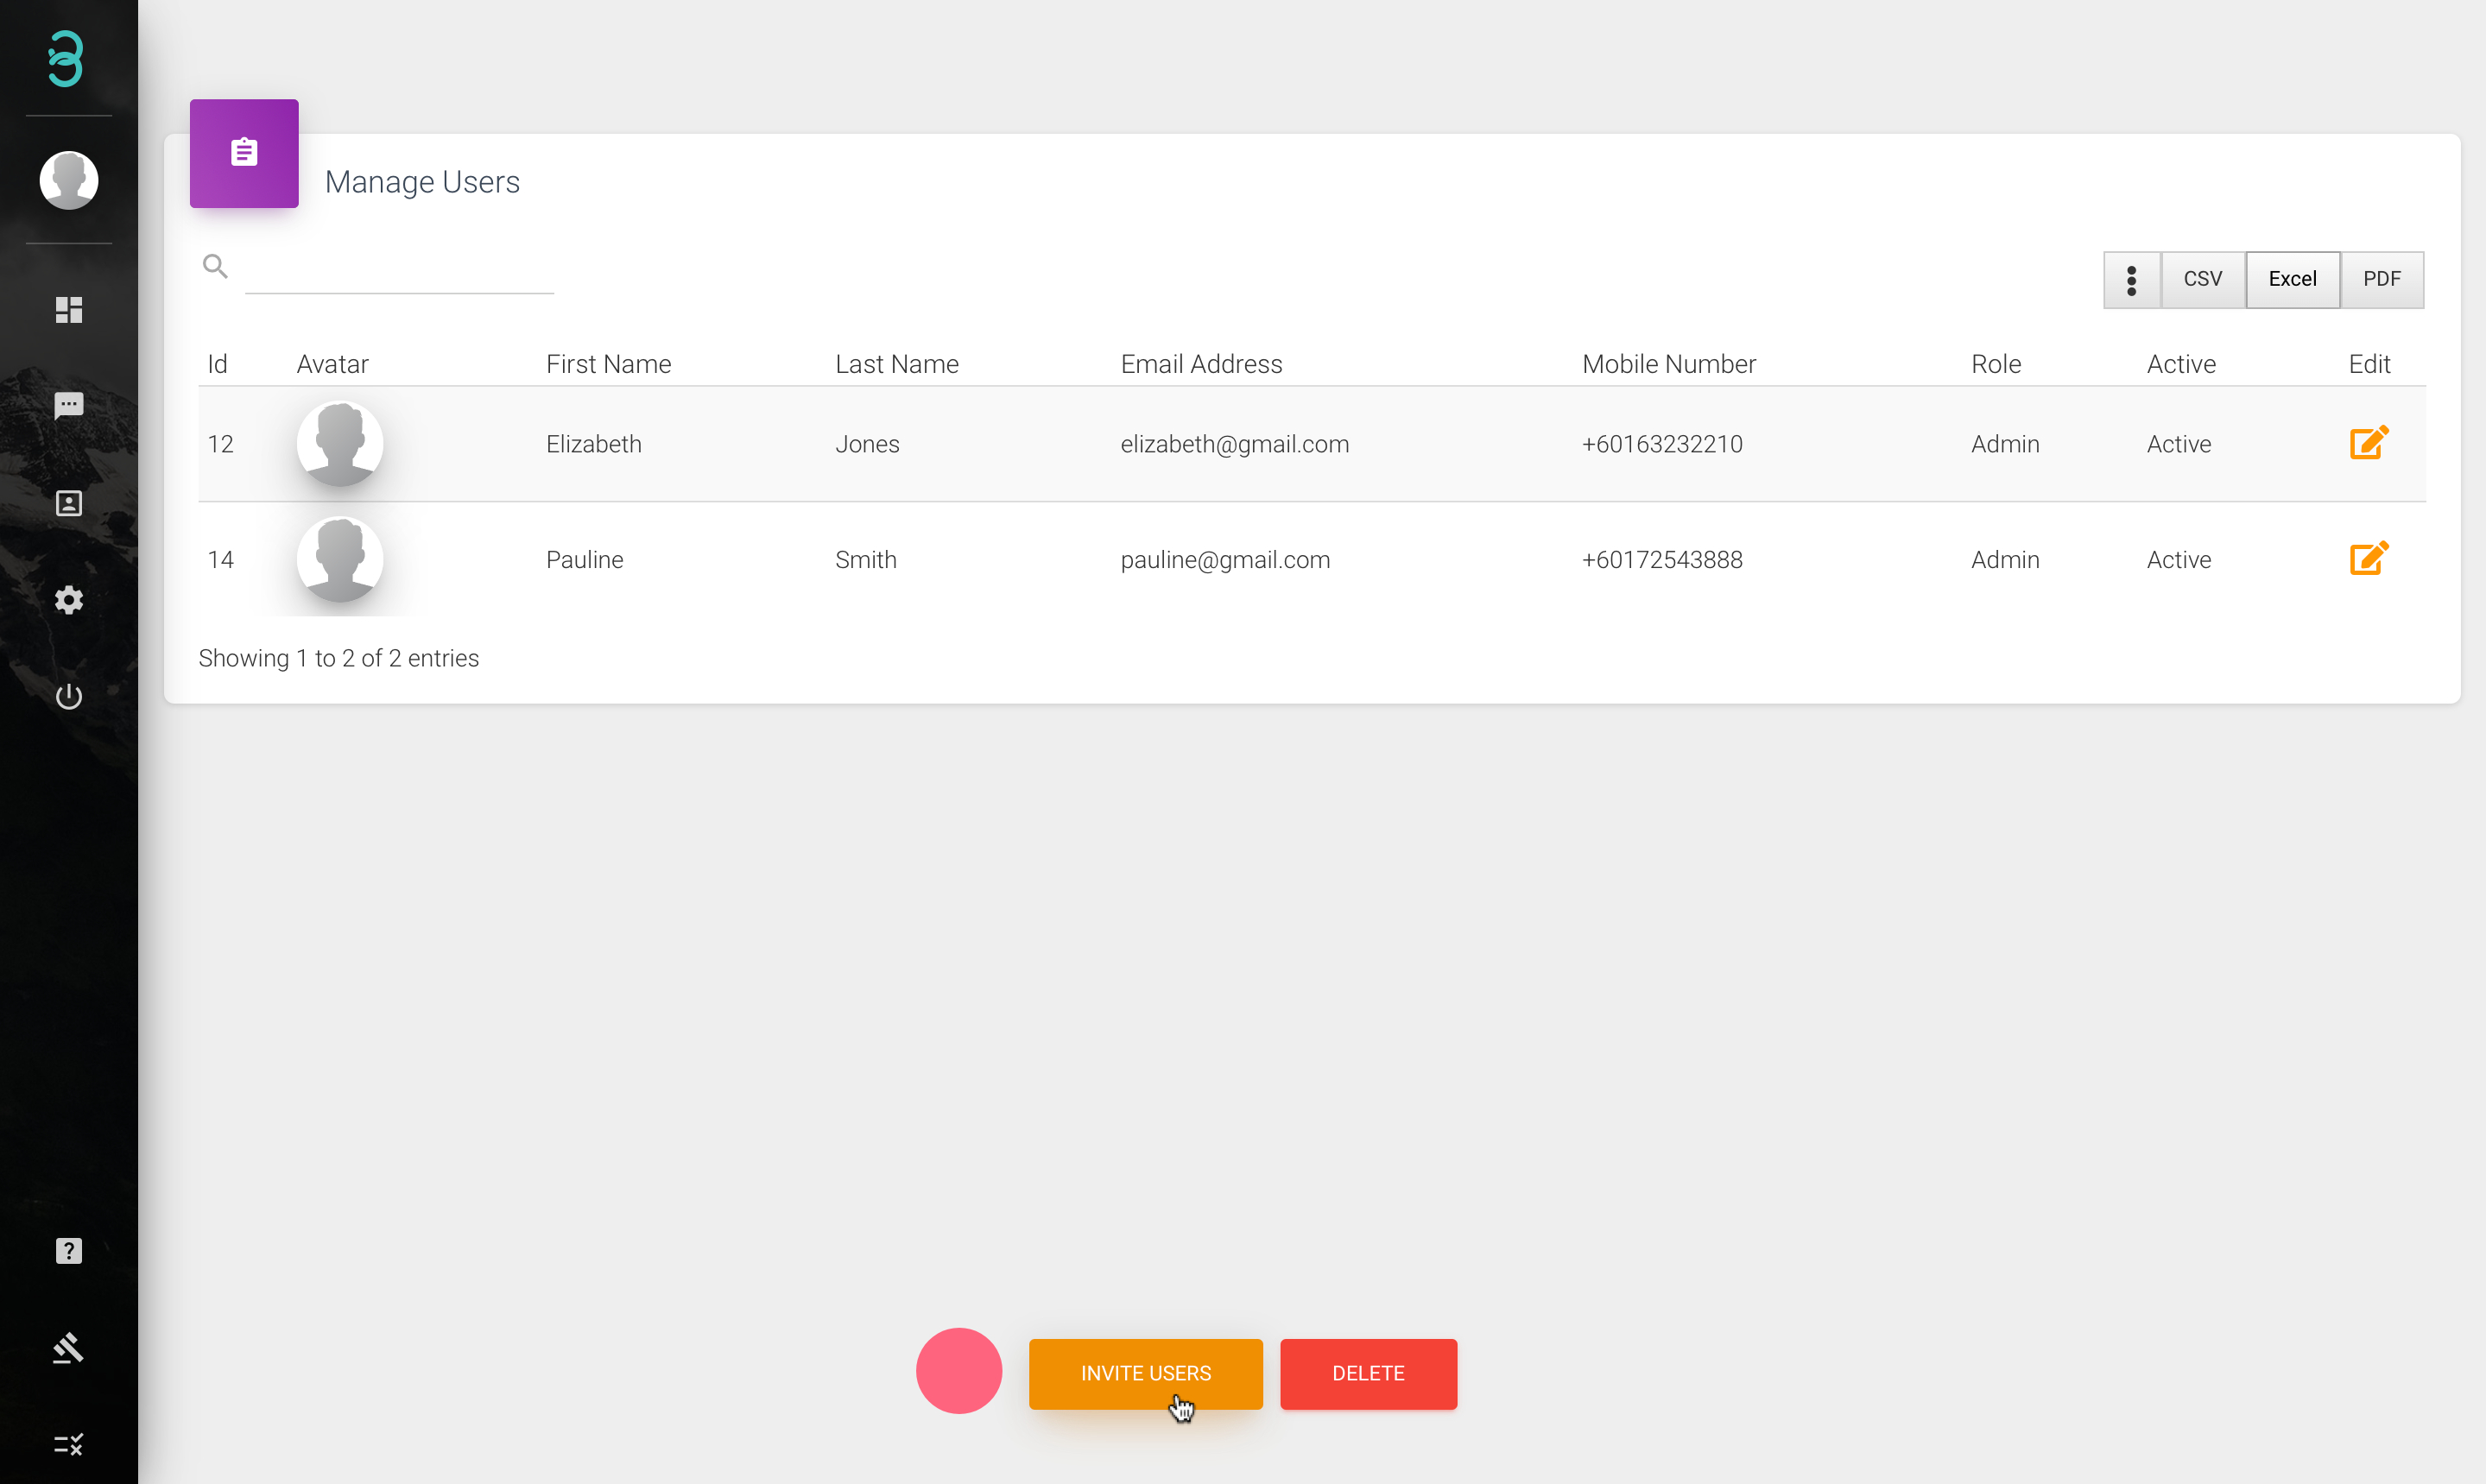 Manage Users
CSV Excel PDF
Id Avatar First Name Last Name Email Address Mobile Number Role Active Edit
12 Elizabeth Jones elizabeth@gmail.com +60163232210 Admin Active
14 Pauline Smith pauline@gmail.com +60172543888 Admin Active
Showing 1 to 2 of 2 entries
INVITE USERS DELETE